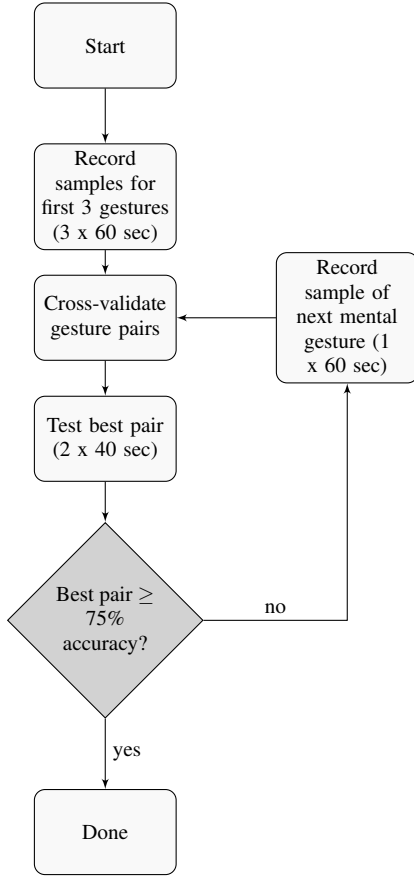 Start
Record
samples for
first 3 gestures
(3 x 60 sec)
Cross-validate
gesture pairs
Record
sample of
next mental
gesture (1
x 60 sec)
Test best pair
(2 x 40 sec)
Best pair ≥
75%
accuracy?
no
yes
Done